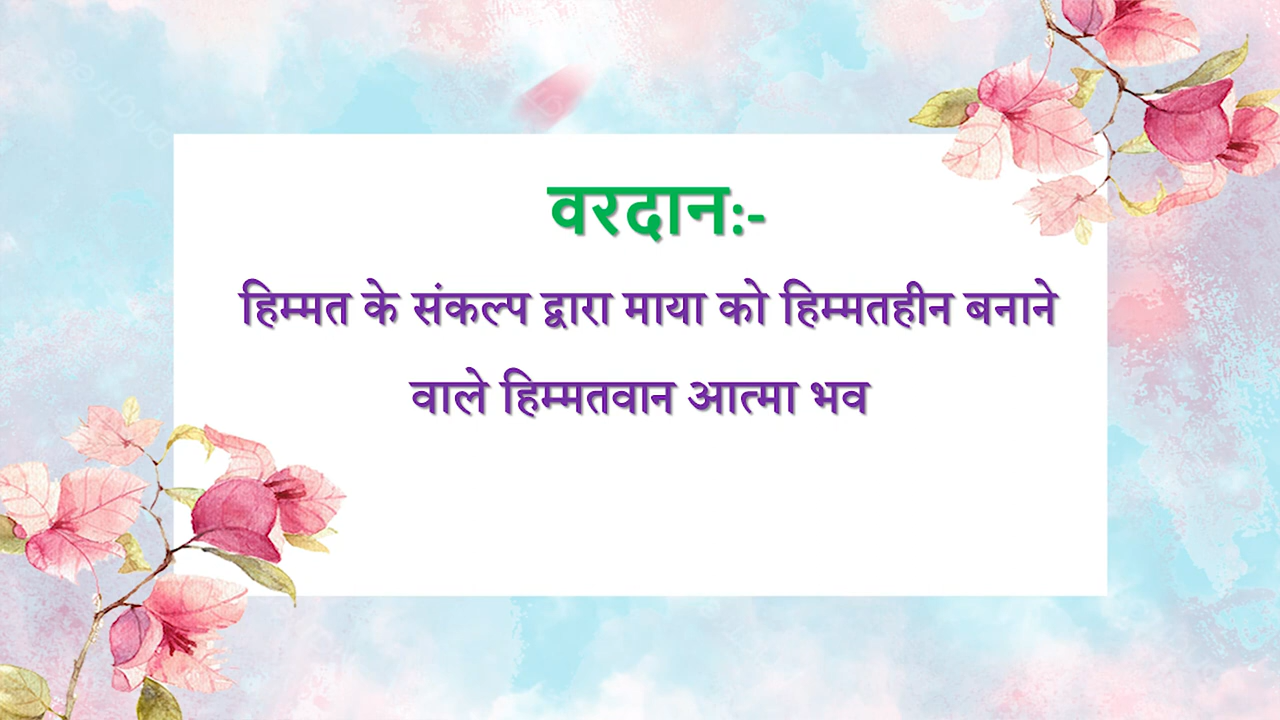 वरदानः-
हिम्मत के संकल्प द्वारा माया को हिम्मतहीन बनाने
वाले हिम्मतवान आत्मा भव